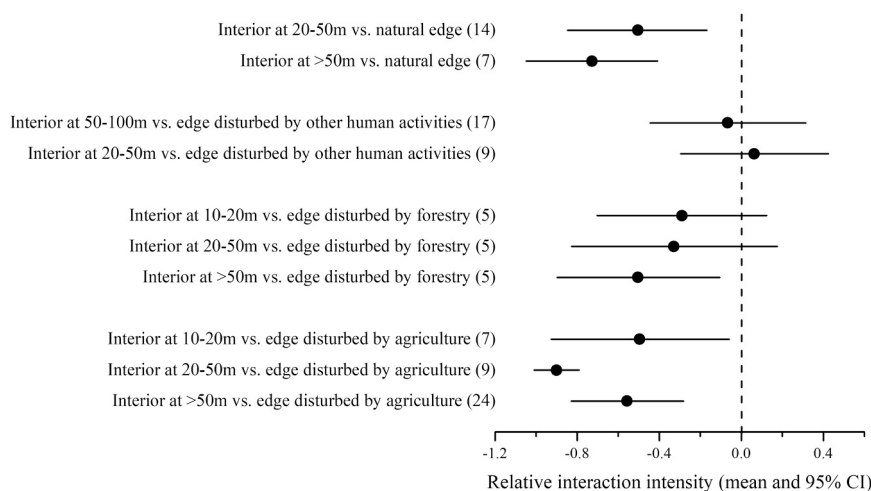 Interior at 20-50m vs. natural edge (14)
Interior at >50m vs. natural edge (7)
Interior at 50-100m vs. edge disturbed by other human activities (17)
Interior at 20-50m vs. edge disturbed by other human activities (9)
Interior at 10-20m vs. edge disturbed by forestry (5)
Interior at 20-50m vs. edge disturbed by forestry (5)
Interior at >50m vs. edge disturbed by forestry (5)
Interior at 10-20m vs. edge disturbed by agriculture (7)
Interior at 20-50m vs. edge disturbed by agriculture (9)
Interior at >50m vs. edge disturbed by agriculture (24)
-1.2 -0.8 -0.4 0.0 0.4
Relative interaction intensity (mean and 95% CI)